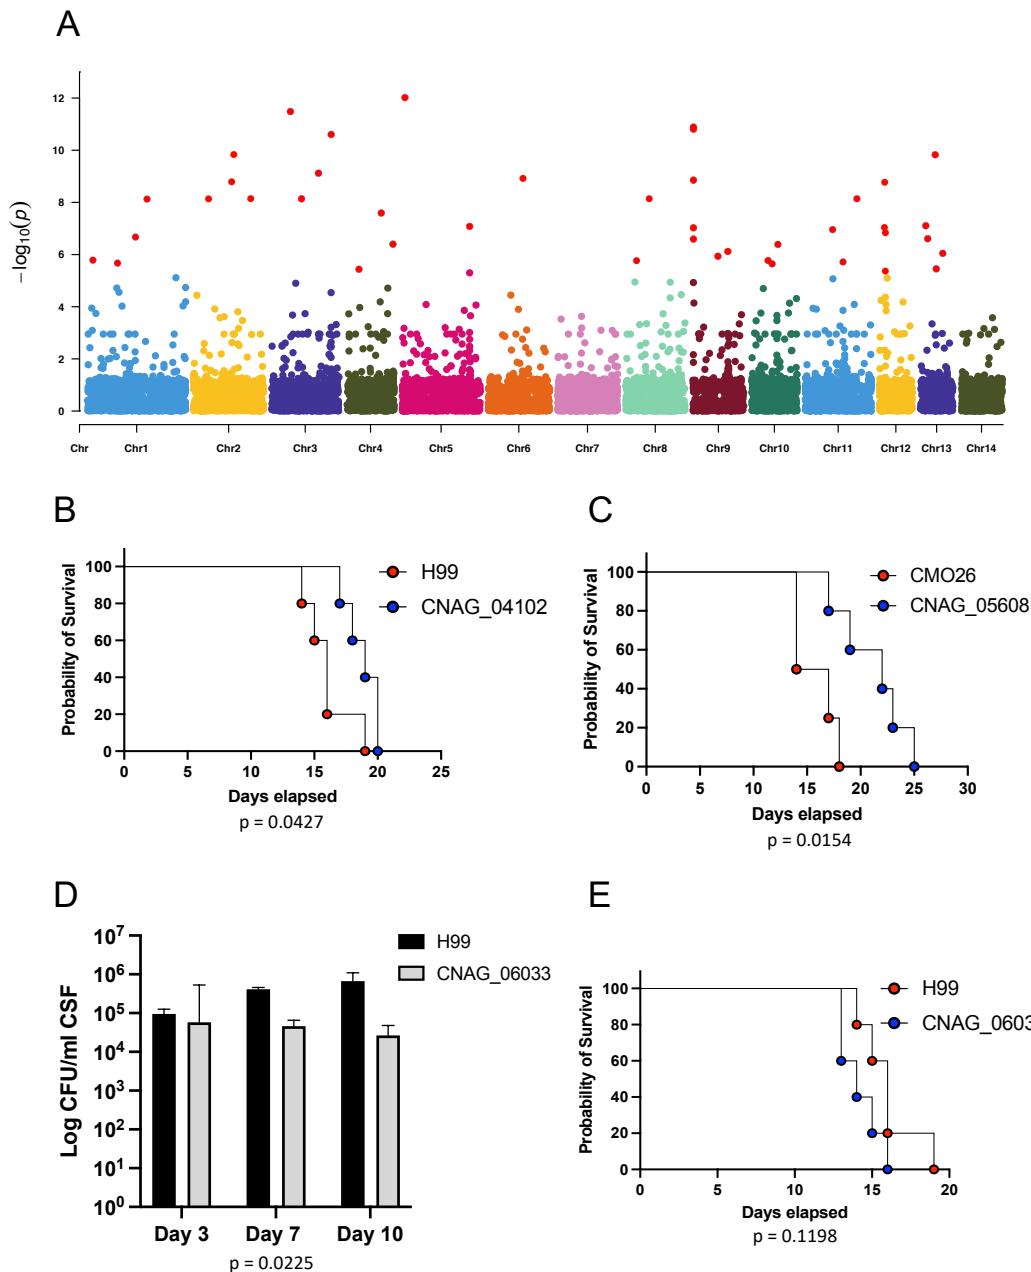 A
−log10(p)
12
10
8
6
4
2
0
Chr Chr1 Chr2 Chr3 Chr4 Chr5 Chr6 Chr7 Chr8 Chr9 Chr10 Chr11 Chr12 Chr13 Chr14
B
Probability of Survival
100
80
60
40
20
0
0 5 10 15 20 25
Days elapsed
p = 0.0427
H99
CNAG_04102
C
Probability of Survival
100
80
60
40
20
0
0 5 10 15 20 25 30
Days elapsed
p = 0.0154
CMO26
CNAG_05608
D
Log CFU/ml CSF
10^7
10^6
10^5
10^4
10^3
10^2
10^1
10^0
Day 3 Day 7 Day 10
p = 0.0225
H99
CNAG_06033
E
Probability of Survival
100
80
60
40
20
0
0 5 10 15 20
Days elapsed
p = 0.1198
H99
CNAG_0603